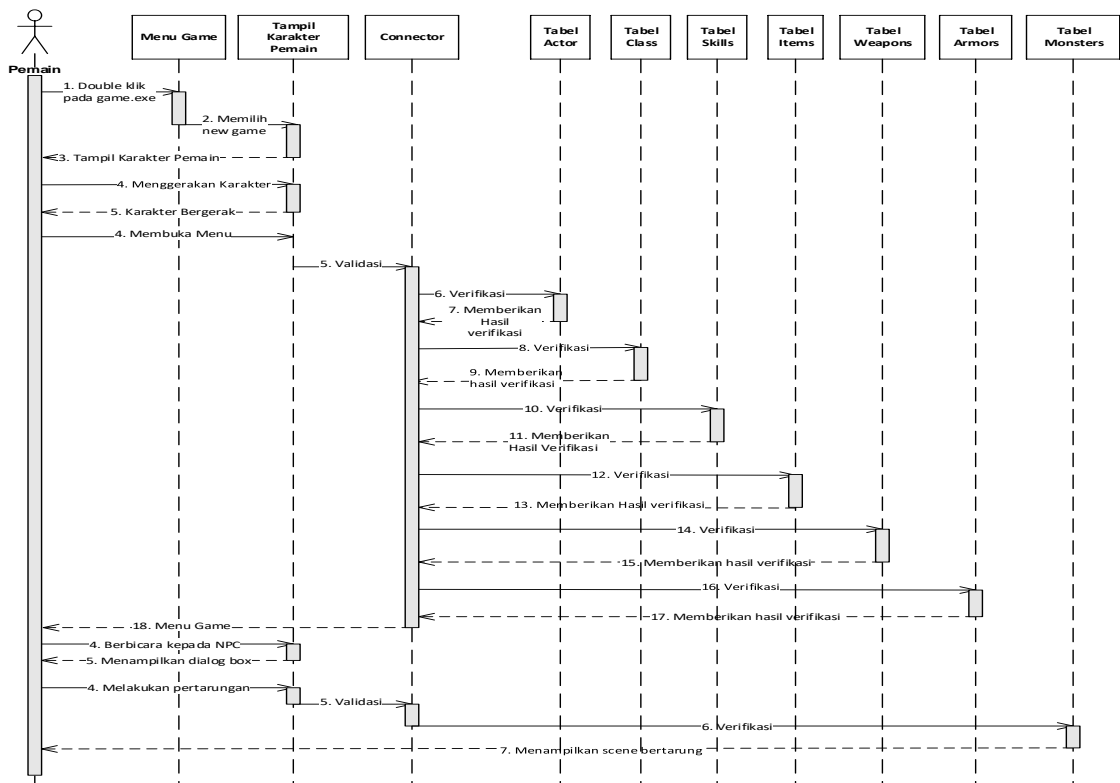 Pemain
Menu Game
Tampil
Karakter
Pemain
Connector
Tabel
Actor
Tabel
Class
Tabel
Skills
Tabel
Items
Tabel
Weapons
Tabel
Armors
Tabel
Monsters
1. Double klik
pada game.exe
2. Memilih
new game
3. Tampil Karakter Pemain
4. Menggerakan Karakter
5. Karakter Bergerak
4. Membuka Menu
5. Validasi
6. Verifikasi
7. Memberikan
Hasil
verifikasi
8. Verifikasi
9. Memberikan
hasil verifikasi
10. Verifikasi
11. Memberikan
Hasil Verifikasi
12. Verifikasi
13. Memberikan Hasil verifikasi
14. Verifikasi
15. Memberikan hasil verifikasi
16. Verifikasi
17. Memberikan hasil verifikasi
18. Menu Game
4. Berbicara kepada NPC
5. Menampilkan dialog box
4. Melakukan pertarungan
5. Validasi
6. Verifikasi
7. Menampilkan scene bertarung